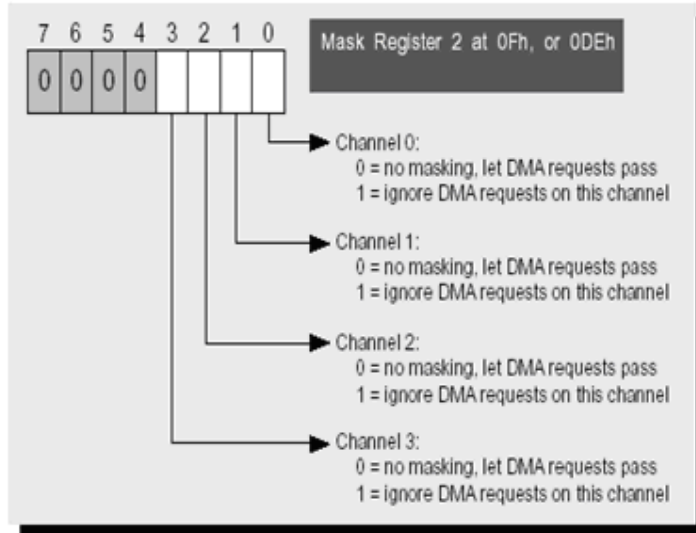 7 6 5 4 3 2 1 0
0 0 0 0
Mask Register 2 at 0Fh, or 0DEh
Channel 0:
0 = no masking, let DMA requests pass
1 = ignore DMA requests on this channel
Channel 1:
0 = no masking, let DMA requests pass
1 = ignore DMA requests on this channel
Channel 2:
0 = no masking, let DMA requests pass
1 = ignore DMA requests on this channel
Channel 3:
0 = no masking, let DMA requests pass
1 = ignore DMA requests on this channel